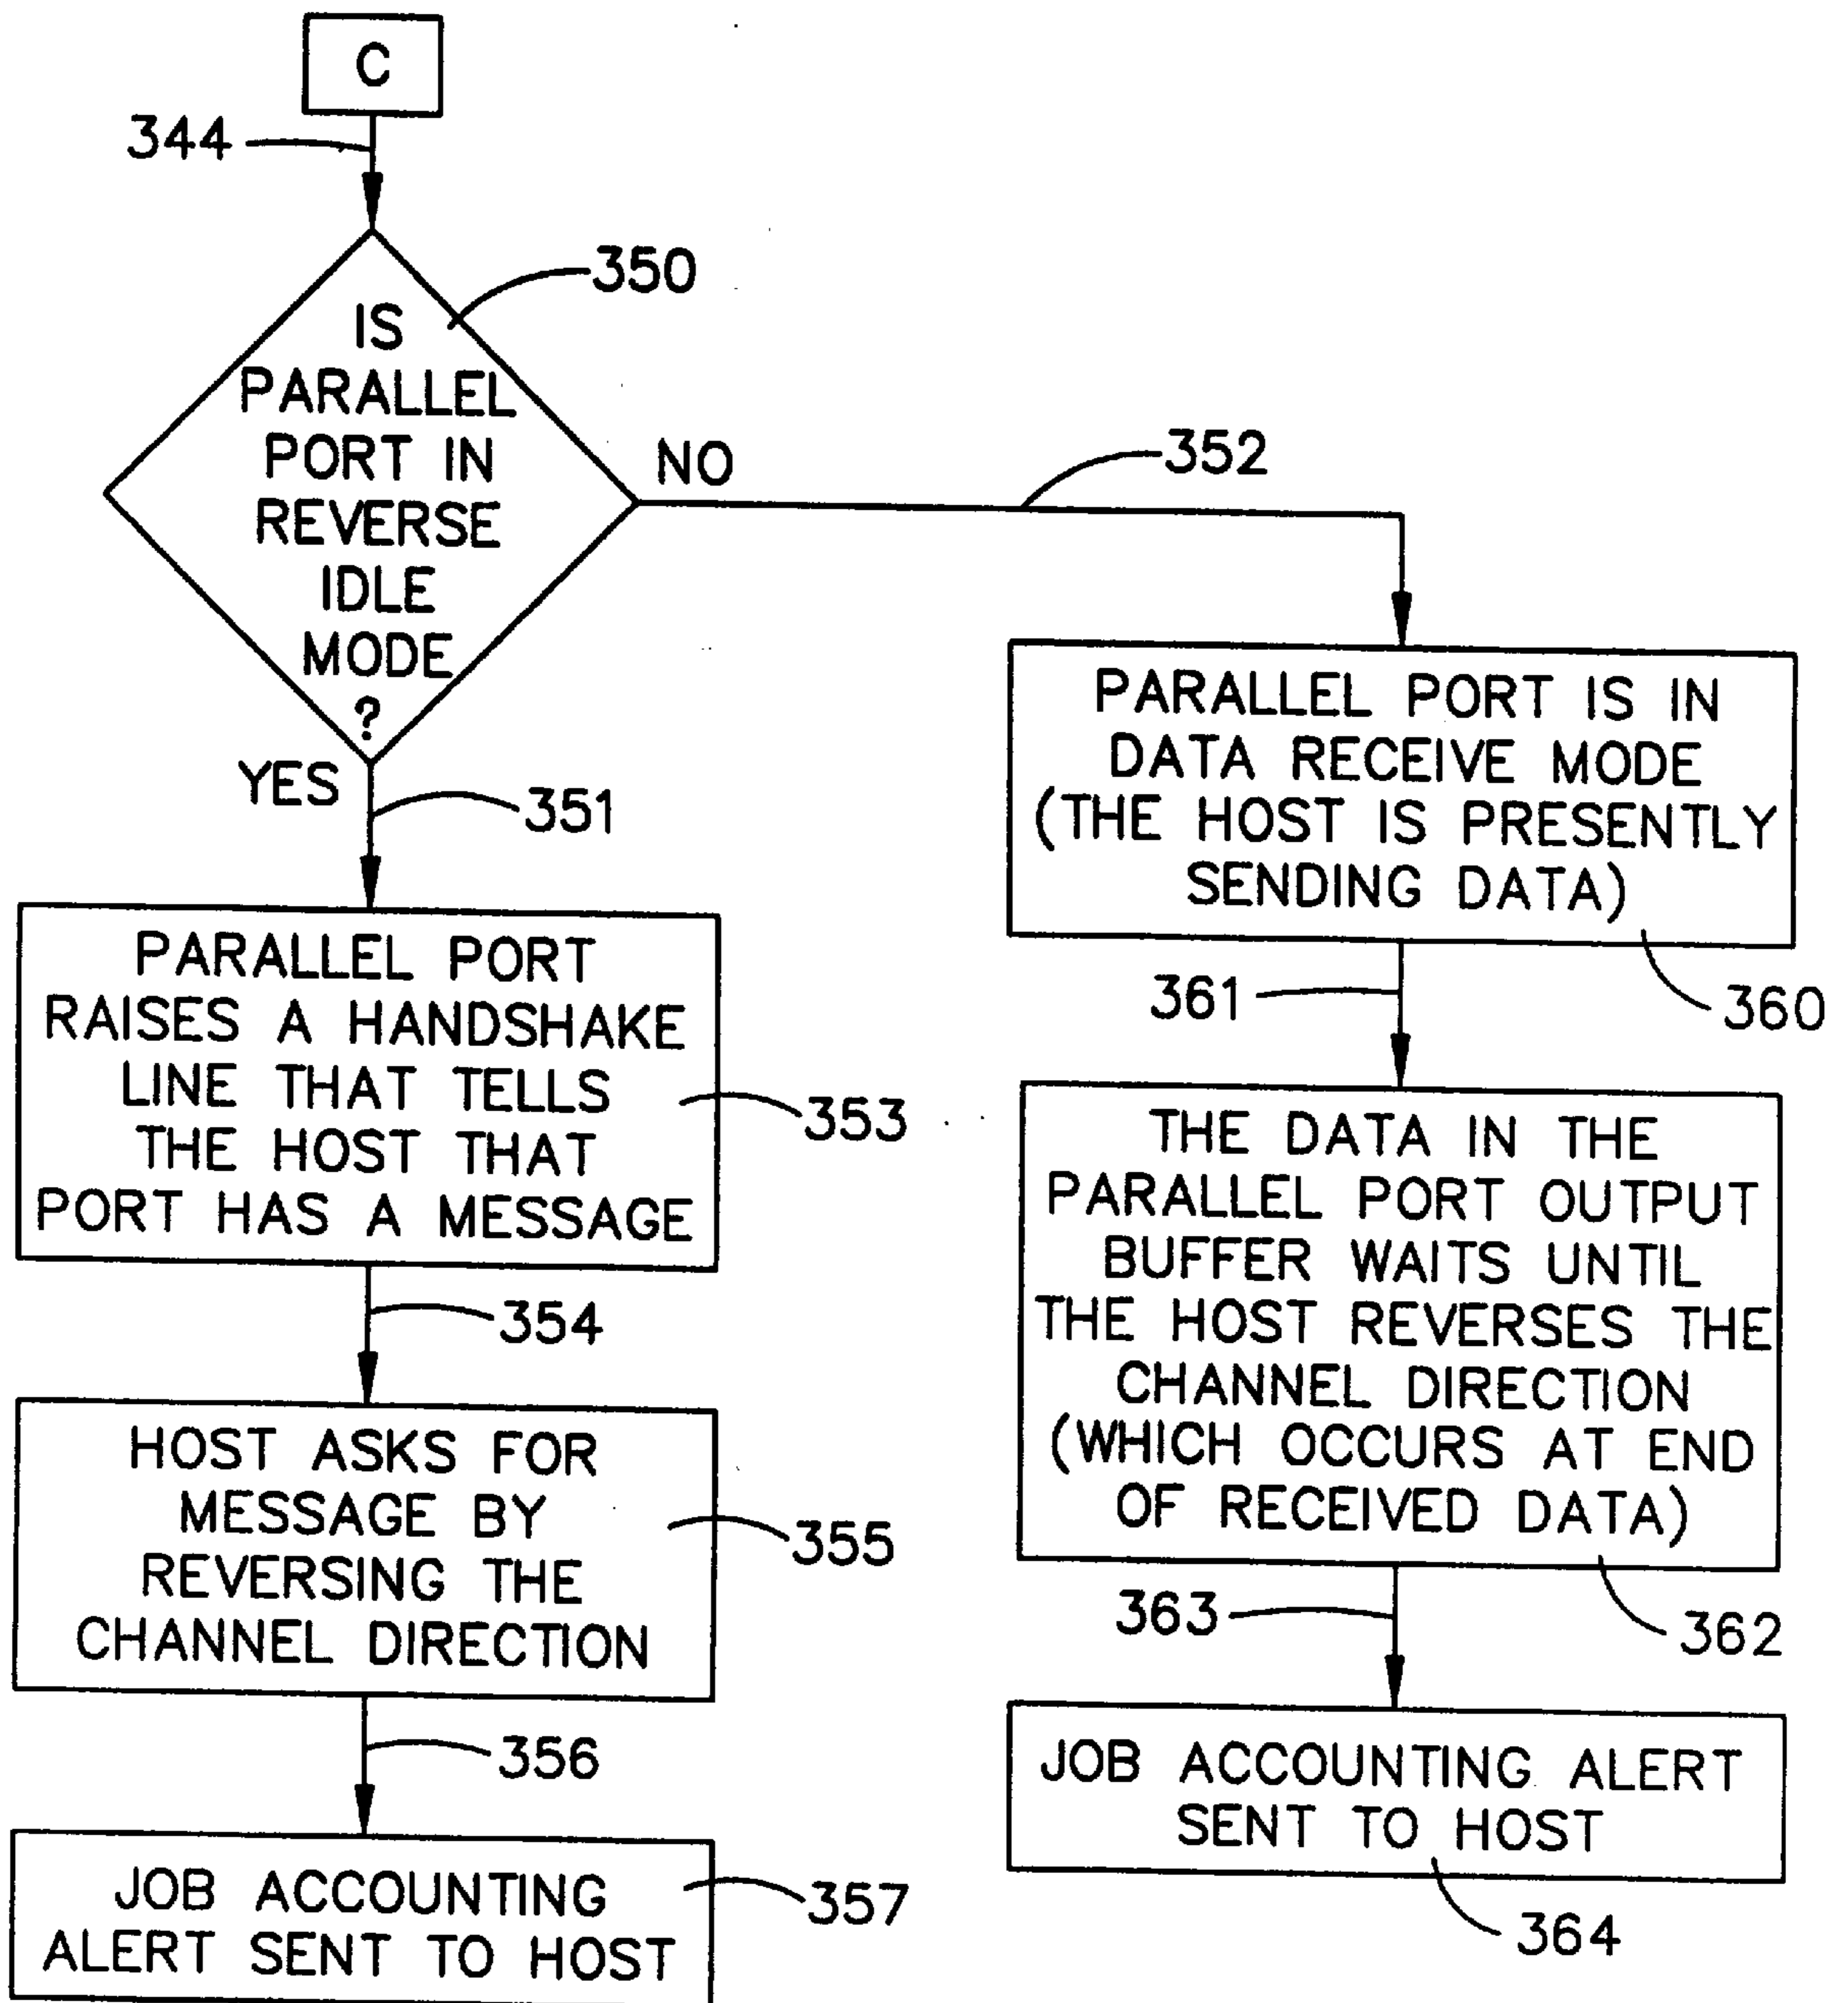 C
344
350
IS
PARALLEL
PORT IN
REVERSE
IDLE
MODE
?
NO
352
YES
351
PARALLEL PORT
RAISES A HANDSHAKE
LINE THAT TELLS
THE HOST THAT
PORT HAS A MESSAGE
353
354
HOST ASKS FOR
MESSAGE BY
REVERSING THE
CHANNEL DIRECTION
355
356
JOB ACCOUNTING
ALERT SENT TO HOST
357
PARALLEL PORT IS IN
DATA RECEIVE MODE
(THE HOST IS PRESENTLY
SENDING DATA)
360
361
THE DATA IN THE
PARALLEL PORT OUTPUT
BUFFER WAITS UNTIL
THE HOST REVERSES THE
CHANNEL DIRECTION
(WHICH OCCURS AT END
OF RECEIVED DATA)
362
363
JOB ACCOUNTING ALERT
SENT TO HOST
364